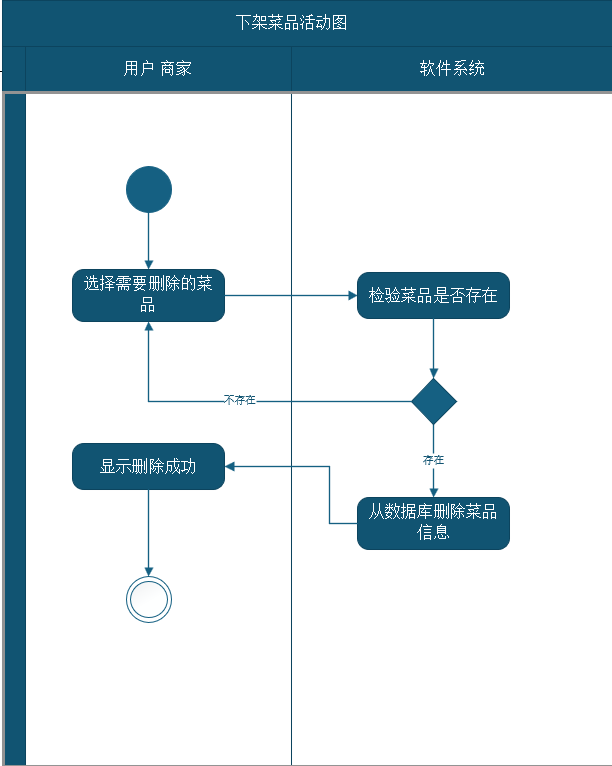 下架菜品活动图
用户 商家
软件系统
选择需要删除的菜
品
检验菜品是否存在
不存在
存在
显示删除成功
从数据库删除菜品
信息